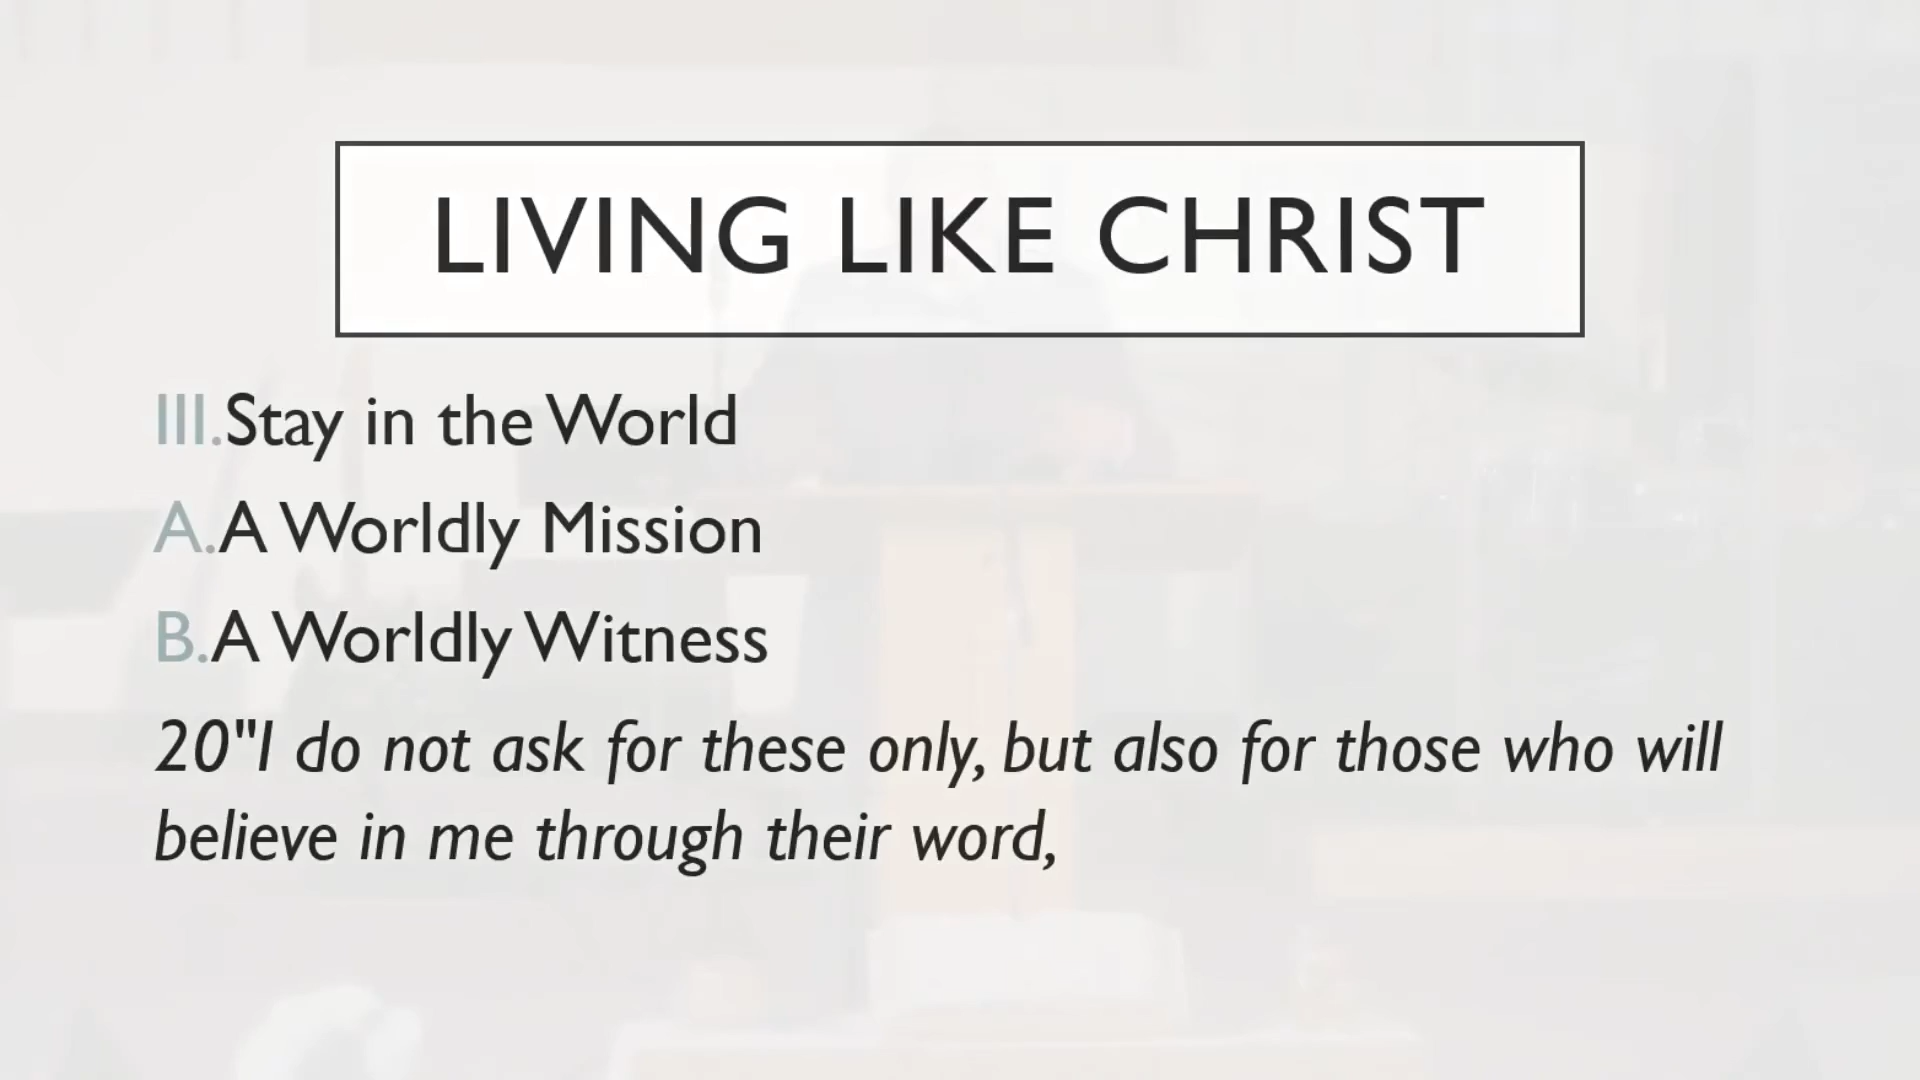 LIVING LIKE CHRIST
III.Stay in the World
A.A Worldly Mission
B.A Worldly Witness
20"I do not ask for these only, but also for those who will
believe in me through their word,